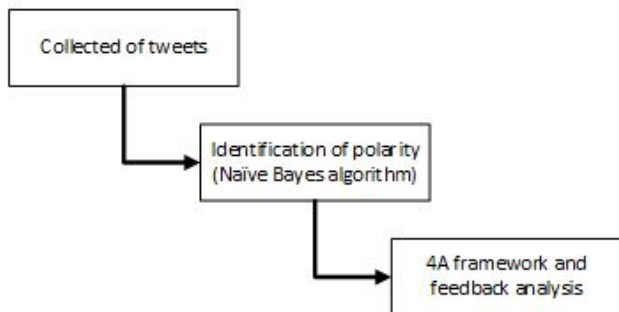 Collected of tweets
Identification of polarity
(Naïve Bayes algorithm)
4A framework and
feedback analysis